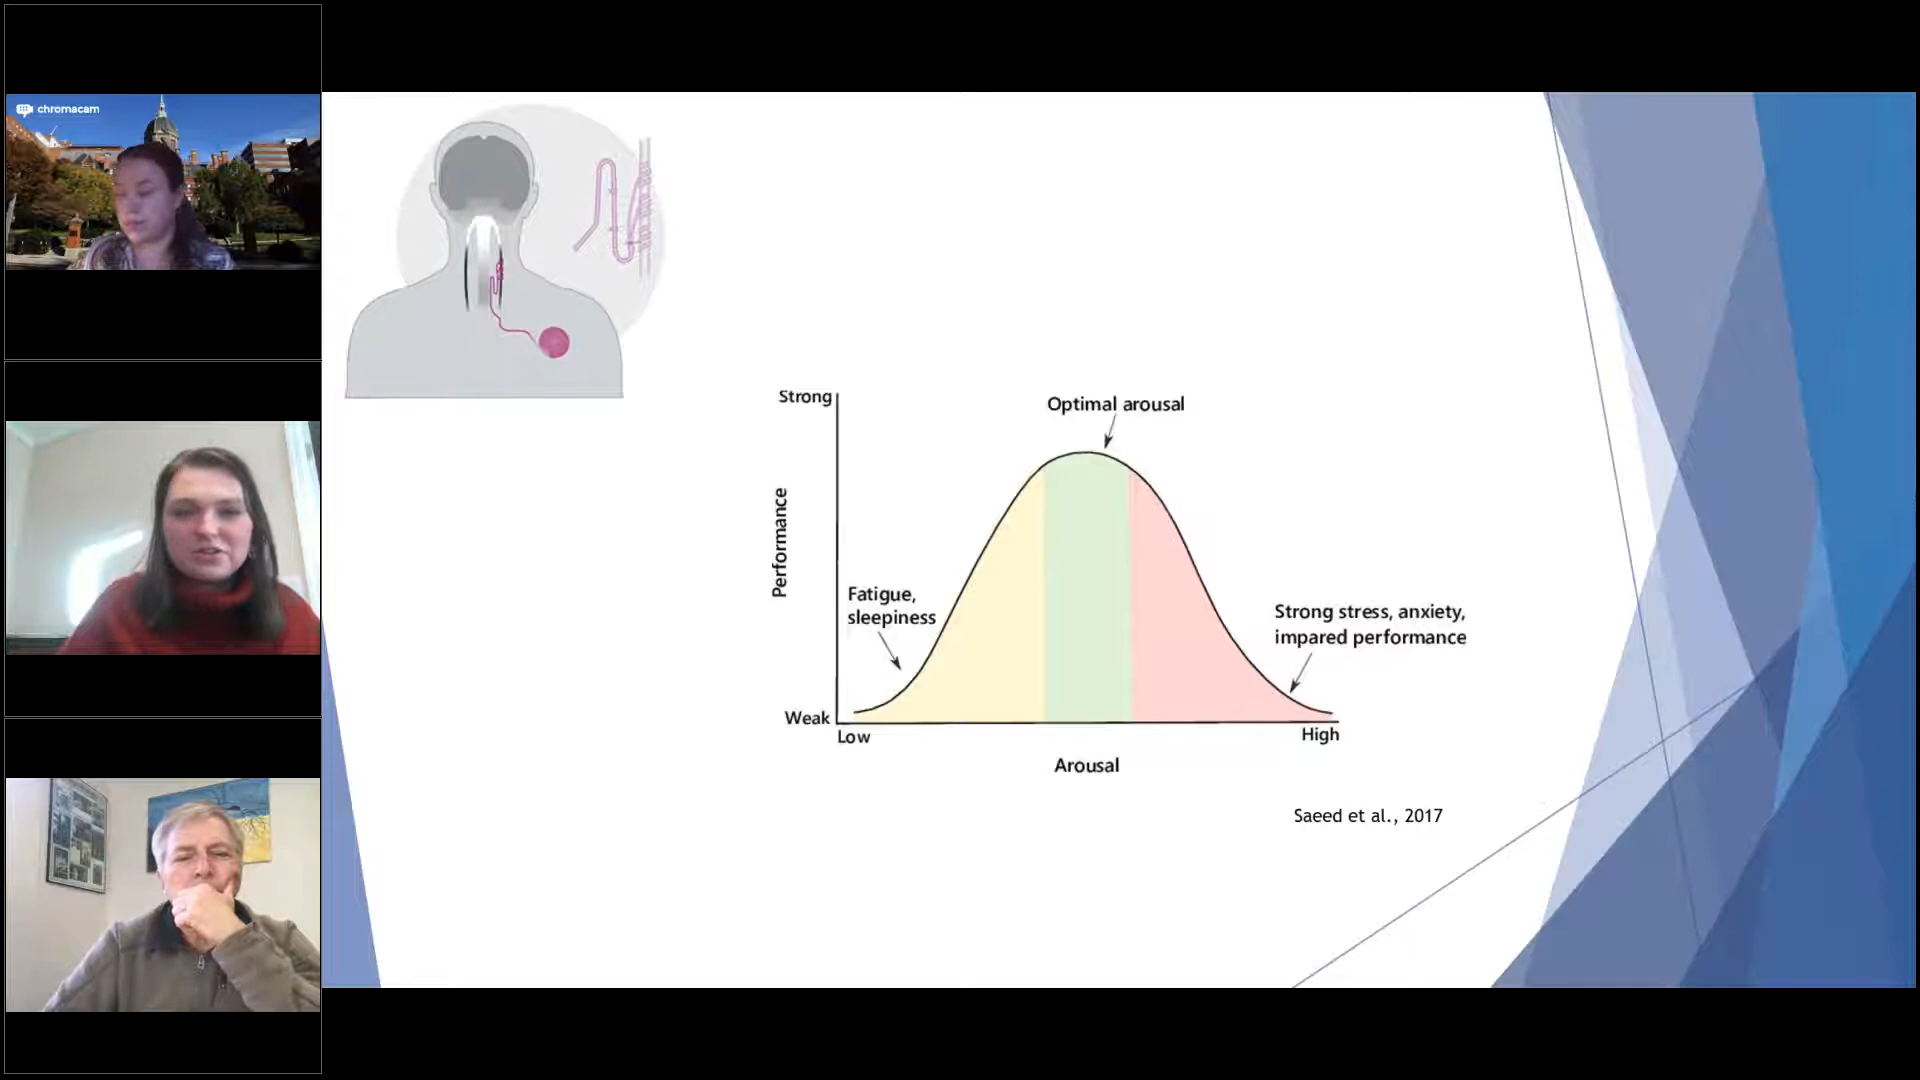 chromacam
Strong
Optimal arousal
Performance
Fatigue,
sleepiness
Strong stress, anxiety,
impared performance
Weak
Low
High
Arousal
Saeed et al., 2017